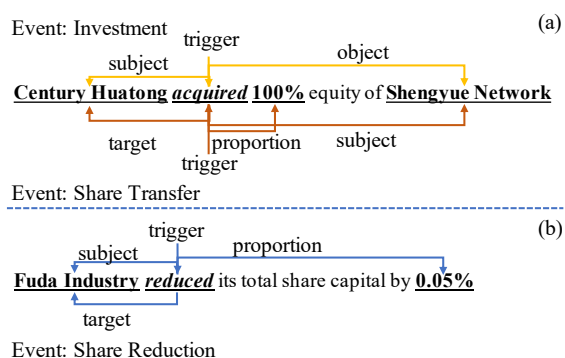 Event: Investment
(a)
trigger
subject
object
Century Huatong acquired 100% equity of Shengyue Network
target
proportion
subject
trigger
Event: Share Transfer
(b)
trigger
subject
proportion
Fuda Industry reduced its total share capital by 0.05%
target
Event: Share Reduction